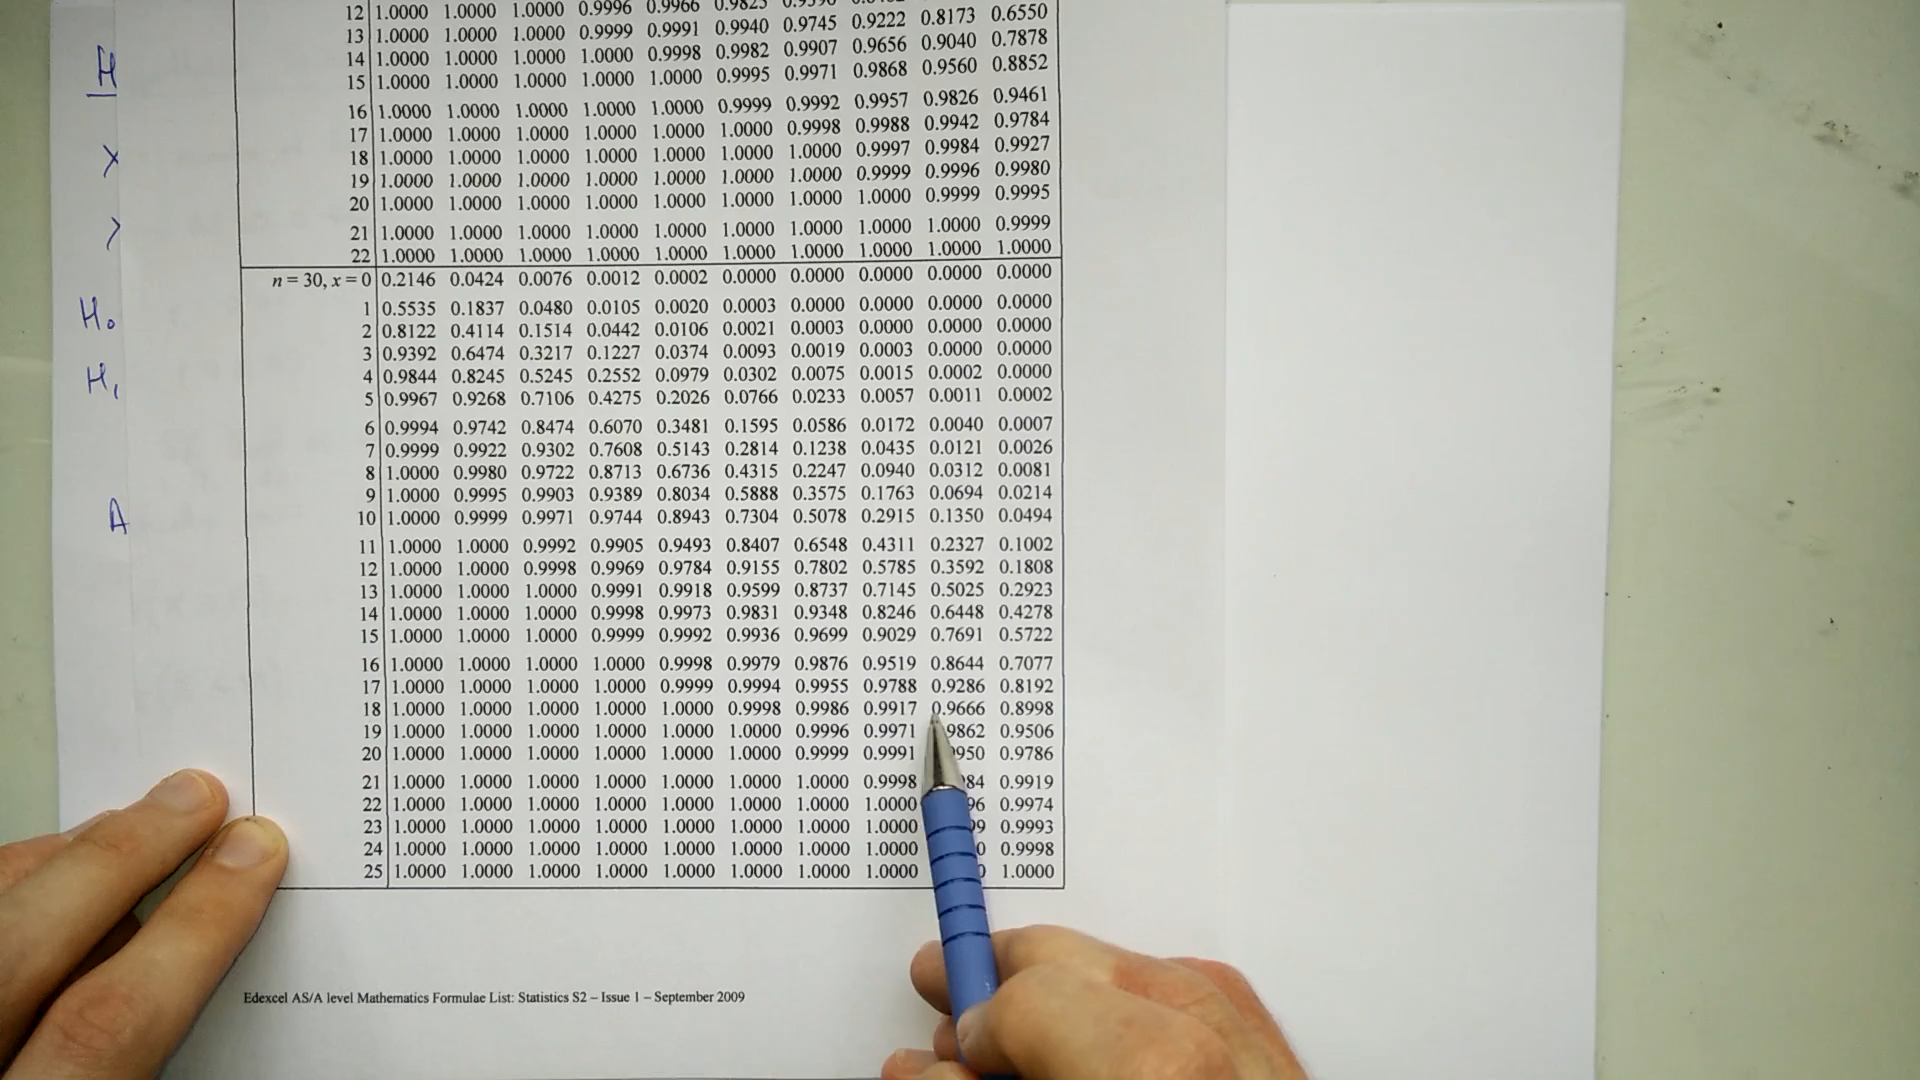 12 1.0000 1.0000 1.0000 0.9996 0.9966 0.6550
13 1.0000 1.0000 1.0000 0.9999 0.9991 0.9940 0.9745 0.9222 0.8173 0.7878
14 1.0000 1.0000 1.0000 1.0000 0.9998 0.9982 0.9907 0.9656 0.9040 0.8852
15 1.0000 1.0000 1.0000 1.0000 1.0000 0.9995 0.9971 0.9868 0.9560
16 1.0000 1.0000 1.0000 1.0000 1.0000 0.9999 0.9992 0.9957 0.9826 0.9461
17 1.0000 1.0000 1.0000 1.0000 1.0000 1.0000 0.9998 0.9988 0.9942 0.9784
18 1.0000 1.0000 1.0000 1.0000 1.0000 1.0000 1.0000 0.9997 0.9984 0.9927
19 1.0000 1.0000 1.0000 1.0000 1.0000 1.0000 1.0000 0.9999 0.9996 0.9980
20 1.0000 1.0000 1.0000 1.0000 1.0000 1.0000 1.0000 1.0000 0.9999 0.9995
21 1.0000 1.0000 1.0000 1.0000 1.0000 1.0000 1.0000 1.0000 1.0000 0.9999
22 1.0000 1.0000 1.0000 1.0000 1.0000 1.0000 1.0000 1.0000 1.0000 1.0000
n = 30, x = 0 0.2146 0.0424 0.0076 0.0012 0.0002 0.0000 0.0000 0.0000 0.0000 0.0000
1 0.5535 0.1837 0.0480 0.0105 0.0020 0.0003 0.0000 0.0000 0.0000 0.0000
2 0.8122 0.4114 0.1514 0.0442 0.0106 0.0021 0.0003 0.0000 0.0000 0.0000
3 0.9392 0.6474 0.3217 0.1227 0.0374 0.0093 0.0019 0.0003 0.0000 0.0000
4 0.9844 0.8245 0.5245 0.2552 0.0979 0.0302 0.0075 0.0015 0.0002 0.0000
5 0.9967 0.9268 0.7106 0.4275 0.2026 0.0766 0.0233 0.0057 0.0011 0.0002
6 0.9994 0.9742 0.8474 0.6070 0.3481 0.1595 0.0586 0.0172 0.0040 0.0007
7 0.9999 0.9922 0.9302 0.7608 0.5143 0.2814 0.1238 0.0435 0.0121 0.0026
8 1.0000 0.9980 0.9722 0.8713 0.6736 0.4315 0.2247 0.0940 0.0312 0.0081
9 1.0000 0.9995 0.9903 0.9389 0.8034 0.5888 0.3575 0.1763 0.0694 0.0214
10 1.0000 0.9999 0.9971 0.9744 0.8943 0.7304 0.5078 0.2915 0.1350 0.0494
11 1.0000 1.0000 0.9992 0.9905 0.9493 0.8407 0.6548 0.4311 0.2327 0.1002
12 1.0000 1.0000 0.9998 0.9969 0.9784 0.9155 0.7802 0.5785 0.3592 0.1808
13 1.0000 1.0000 1.0000 0.9991 0.9918 0.9599 0.8737 0.7145 0.5025 0.2923
14 1.0000 1.0000 1.0000 0.9998 0.9973 0.9831 0.9348 0.8246 0.6448 0.4278
15 1.0000 1.0000 1.0000 0.9999 0.9992 0.9936 0.9699 0.9029 0.7691 0.5722
16 1.0000 1.0000 1.0000 1.0000 0.9998 0.9979 0.9876 0.9519 0.8644 0.7077
17 1.0000 1.0000 1.0000 1.0000 0.9999 0.9994 0.9955 0.9788 0.9286 0.8192
18 1.0000 1.0000 1.0000 1.0000 1.0000 0.9998 0.9986 0.9917 0.9666 0.8998
19 1.0000 1.0000 1.0000 1.0000 1.0000 1.0000 0.9996 0.9971 9862 0.9506
20 1.0000 1.0000 1.0000 1.0000 1.0000 1.0000 0.9999 0.9991 950 0.9786
21 1.0000 1.0000 1.0000 1.0000 1.0000 1.0000 1.0000 0.9998 84 0.9919
22 1.0000 1.0000 1.0000 1.0000 1.0000 1.0000 1.0000 1.0000 96 0.9974
23 1.0000 1.0000 1.0000 1.0000 1.0000 1.0000 1.0000 1.0000 99 0.9993
24 1.0000 1.0000 1.0000 1.0000 1.0000 1.0000 1.0000 1.0000 0 0.9998
25 1.0000 1.0000 1.0000 1.0000 1.0000 1.0000 1.0000 1.0000 0 1.0000
Edexcel AS/A level Mathematics Formulae List: Statistics S2 – Issue 1 – September 2009
H
X
>
H₀
H₁
A